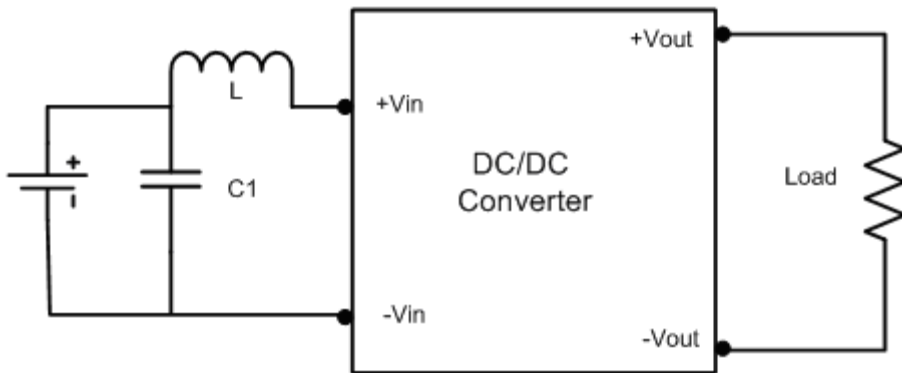 +Vout
L
+Vin
DC/DC
Converter
C1
Load
+
-
-Vin
-Vout